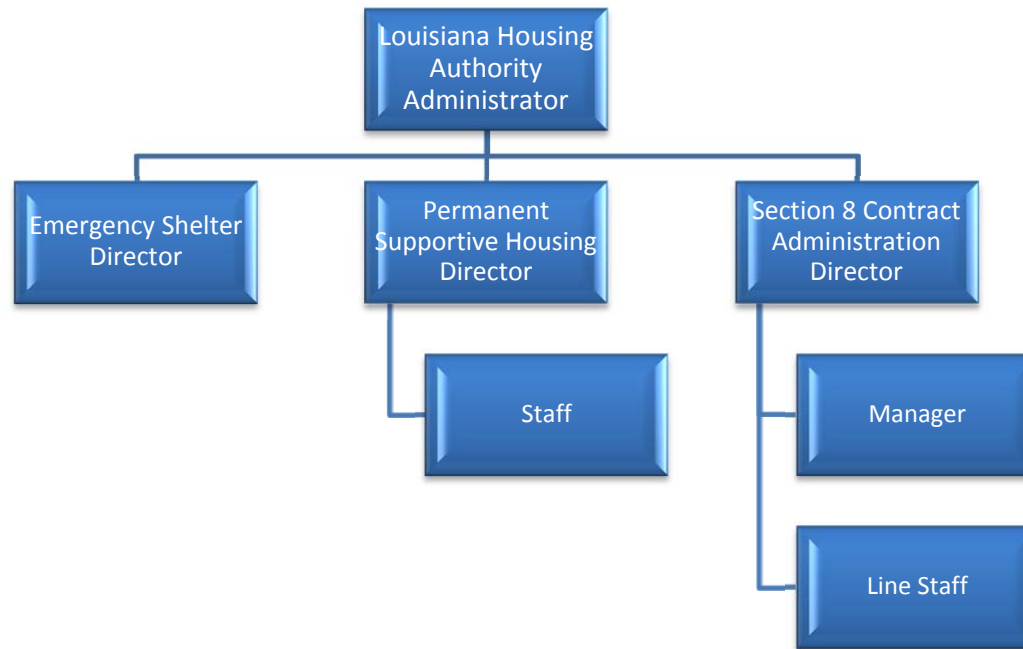 Louisiana Housing
Authority
Administrator
Emergency Shelter
Director
Permanent
Supportive Housing
Director
Section 8 Contract
Administration
Director
Staff
Manager
Line Staff